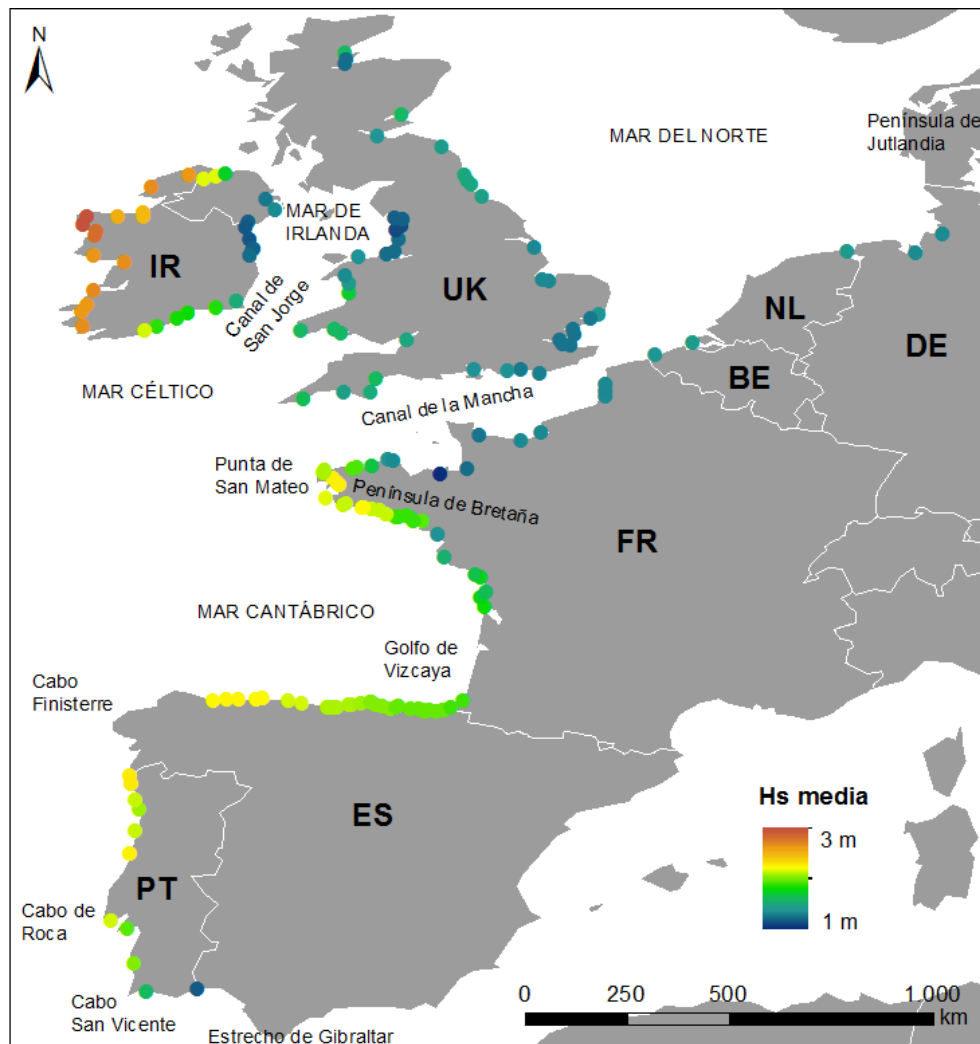 N
MAR DEL NORTE
Península de
Jutlandia
MAR DE
IRLANDA
IR
Canal de
San Jorge
UK
NL
DE
BE
MAR CÉLTICO
Canal de la Mancha
Punta de
San Mateo
Península de Bretaña
FR
MAR CANTÁBRICO
Golfo de
Vizcaya
Cabo
Finisterre
Hs media
3 m
1 m
ES
PT
Cabo de
Roca
Cabo
San Vicente
Estrecho de Gibraltar
0 250 500 1.000
km